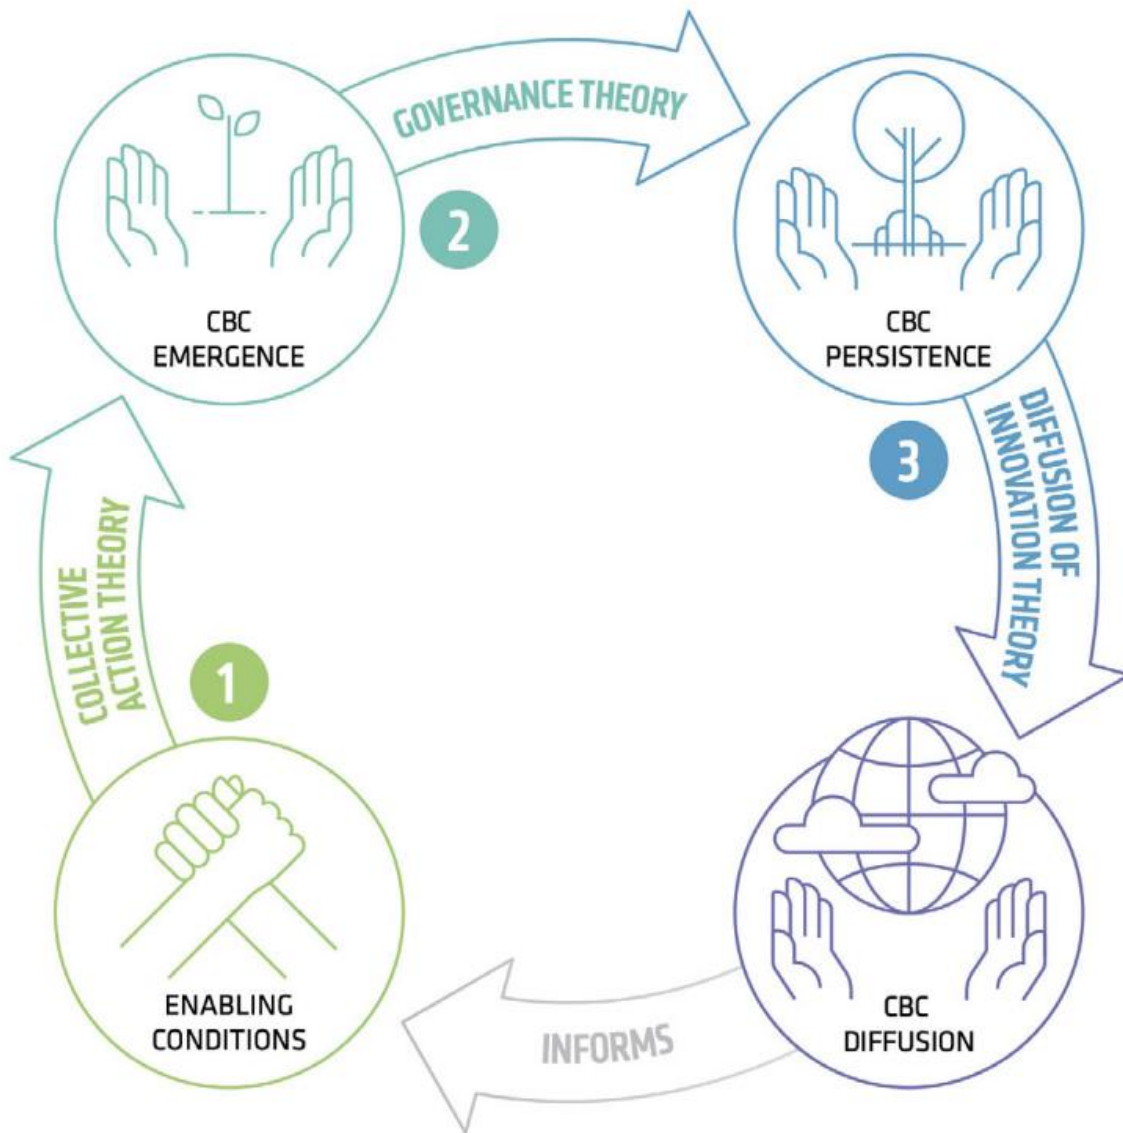 GOVERNANCE THEORY
2
CBC
EMERGENCE
CBC
PERSISTENCE
3
DIFFUSION OF
INNOVATION THEORY
COLLECTIVE
ACTION THEORY
1
ENABLING
CONDITIONS
CBC
DIFFUSION
INFORMS